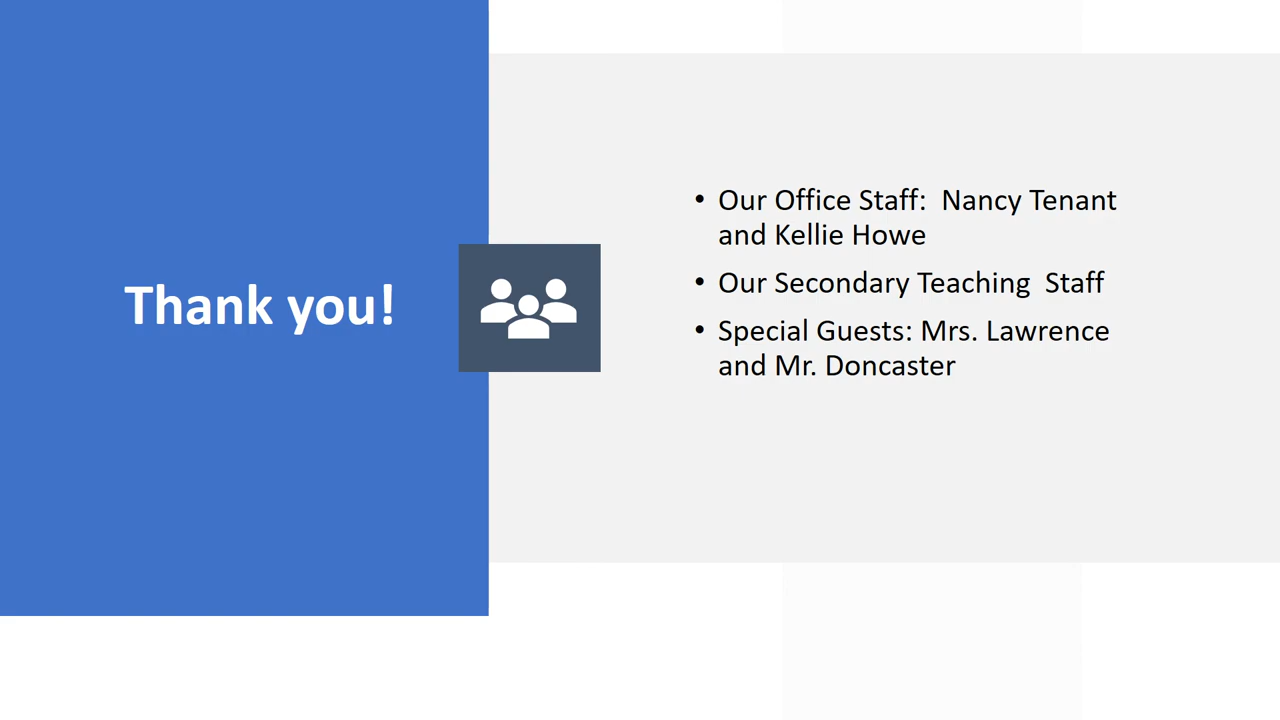 Thank you!
• Our Office Staff:  Nancy Tenant
and Kellie Howe
• Our Secondary Teaching  Staff
• Special Guests: Mrs. Lawrence
and Mr. Doncaster